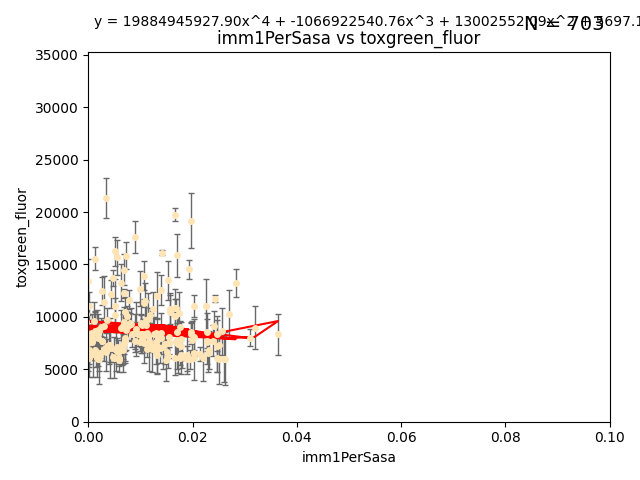 y = 19884945927.90x^4 + -1066922540.76x^3 +
N = 703
imm1PerSasa vs toxgreen_fluor
35000
30000
25000
20000
15000
10000
5000
0
toxgreen_fluor
0.00 0.02 0.04 0.06 0.08 0.10
imm1PerSasa